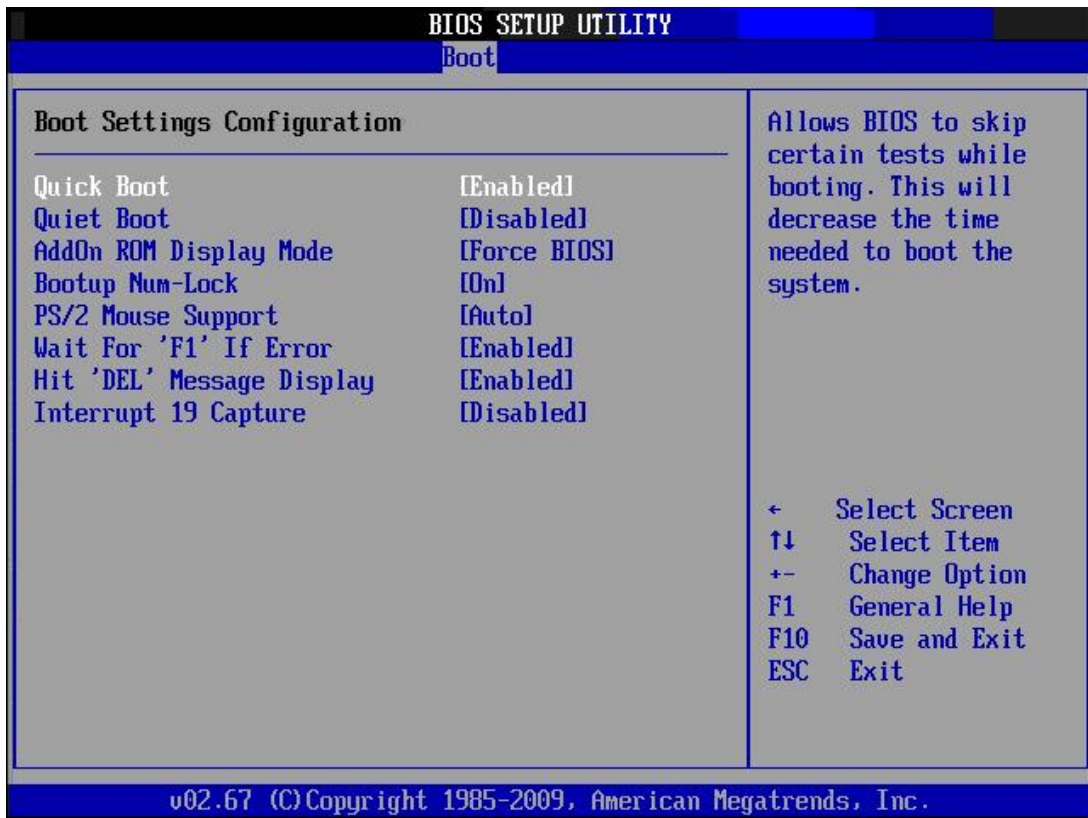 BIOS SETUP UTILITY
Boot
Boot Settings Configuration
Quick Boot [Enabled]
Quiet Boot [Disabled]
AddOn ROM Display Mode [Force BIOS]
Bootup Num-Lock [On]
PS/2 Mouse Support [Auto]
Wait For 'F1' If Error [Enabled]
Hit 'DEL' Message Display [Enabled]
Interrupt 19 Capture [Disabled]
Allows BIOS to skip
certain tests while
booting. This will
decrease the time
needed to boot the
system.
← Select Screen
↑↓ Select Item
+- Change Option
F1 General Help
F10 Save and Exit
ESC Exit
v02.67 (C)Copyright 1985-2009, American Megatrends, Inc.